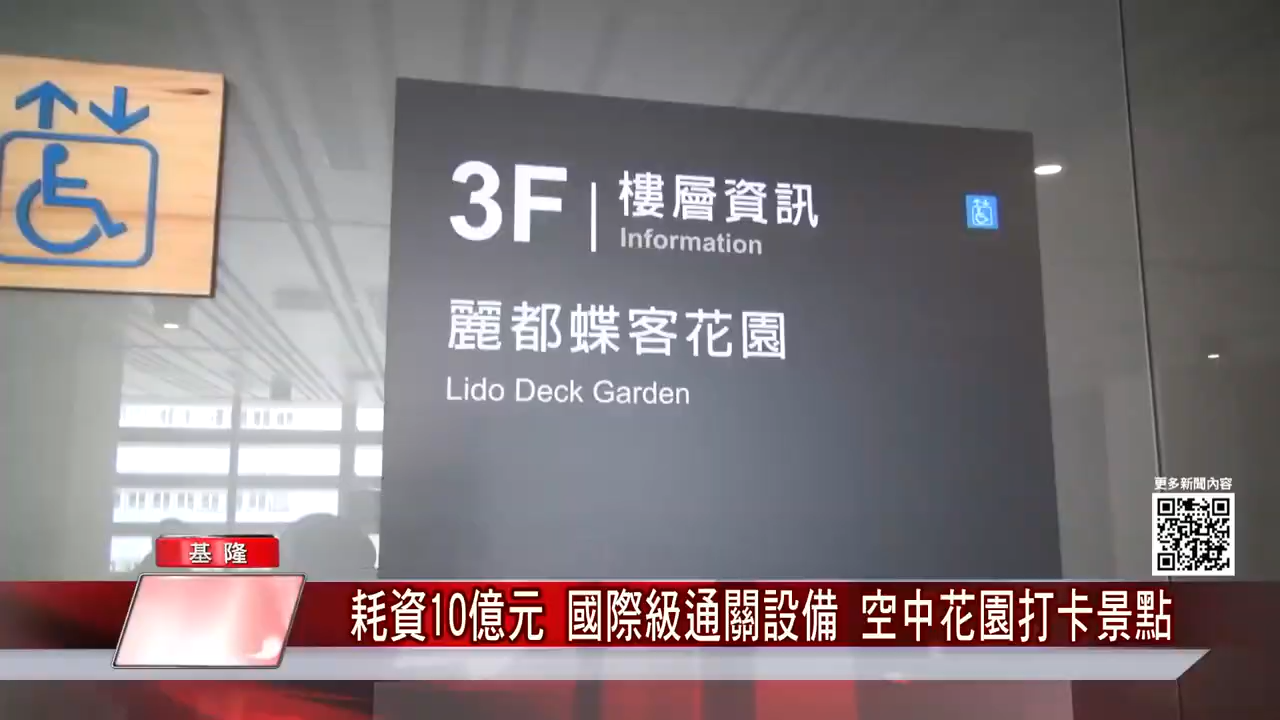 3F 樓層資訊
Information
麗都蝶客花園
Lido Deck Garden
更多新聞內容
基隆
耗資10億元 國際級通關設備 空中花園打卡景點